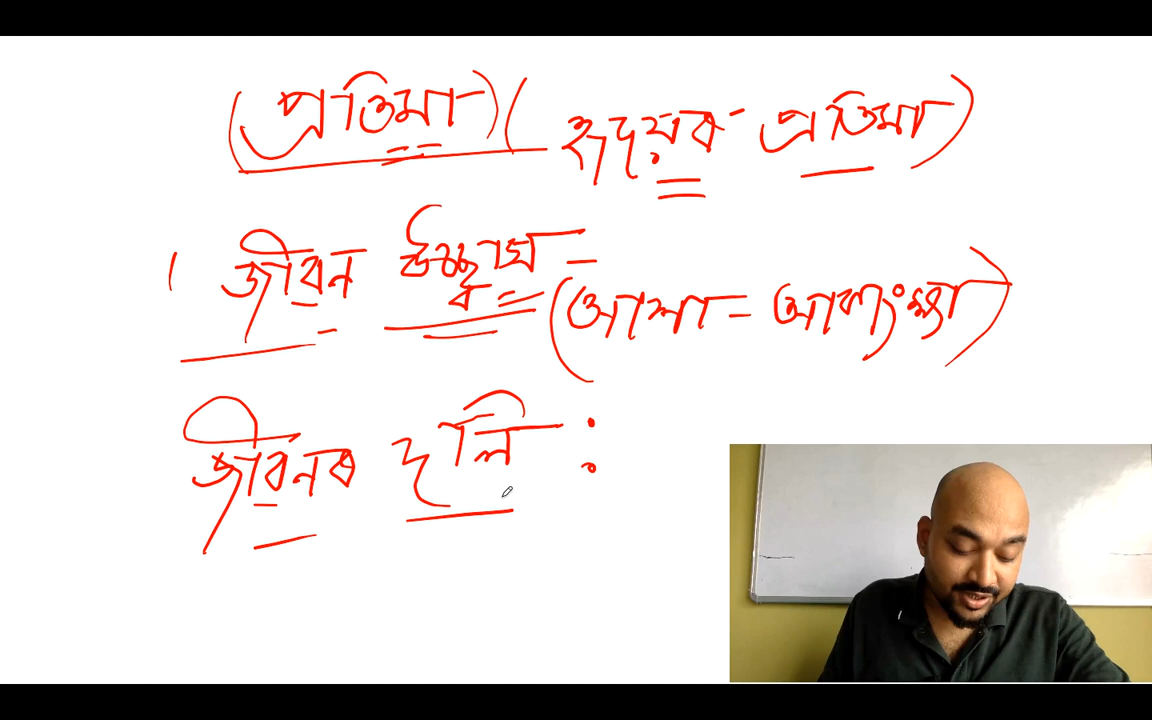 (প্ৰতিমা) (হৃদয়ৰ প্ৰতিমা)
জীৱন উচ্ছ্বাষ -
(আশা - আকাংক্ষা)
জীৱনৰ দলি :